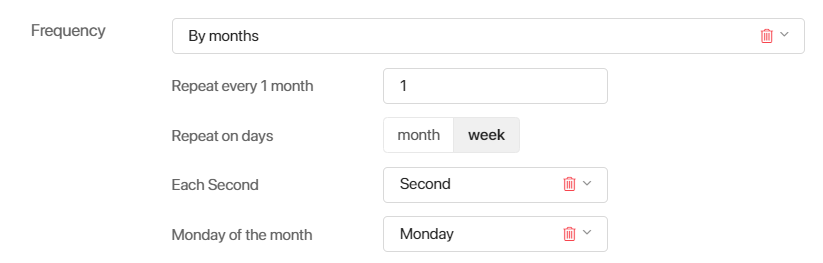 Frequency
By months
Repeat every 1 month
1
Repeat on days
month week
Each Second
Second
Monday of the month
Monday